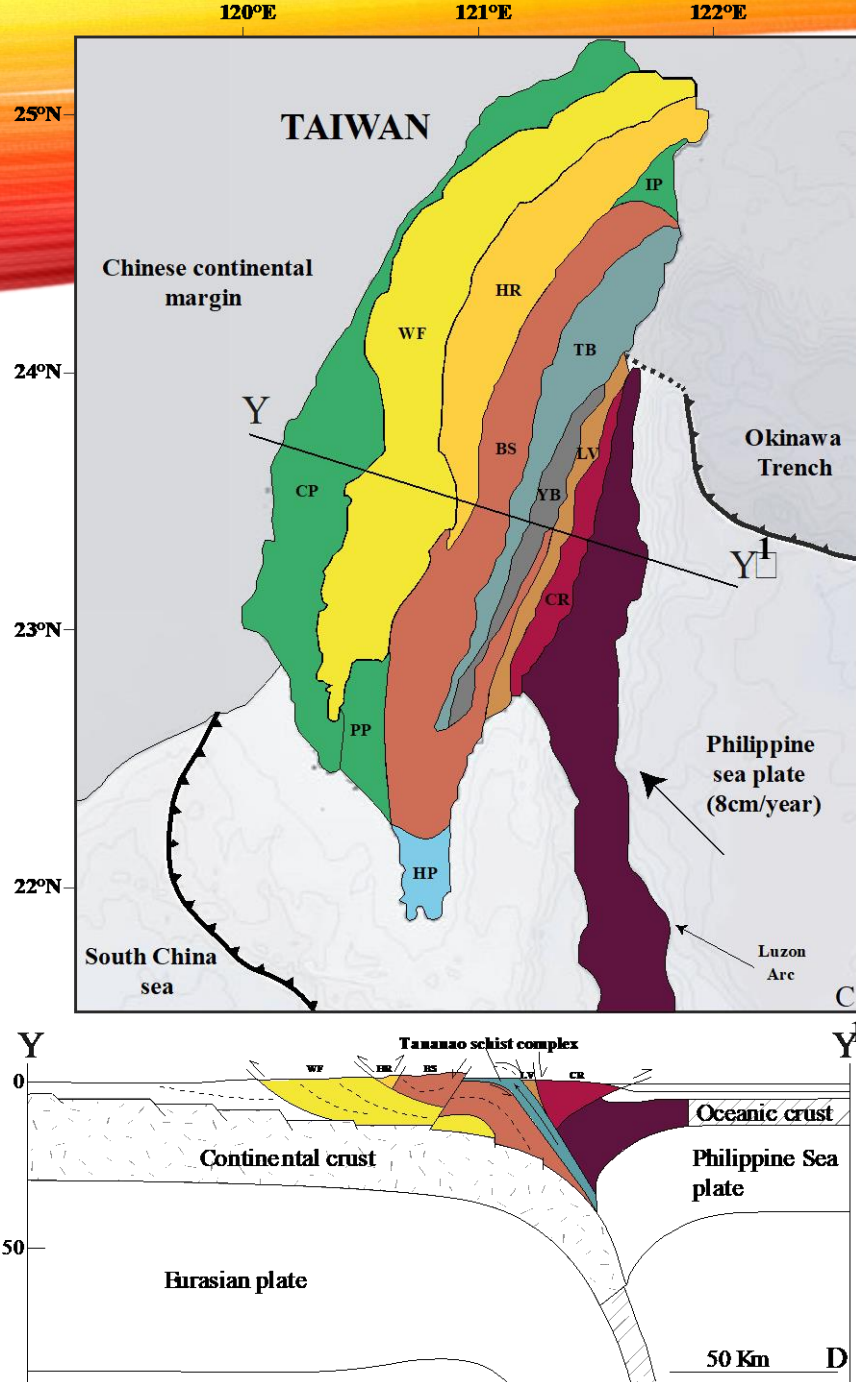 120°E 121°E 122°E
25°N
TAIWAN
IP
Chinese continental
margin
HR
WF
TB
24°N
Y
Okinawa
Trench
BS
LV
CP
YB
1
Y
CR
23°N
PP
Philippine
sea plate
(8cm/year)
HP
22°N
South China
sea
Luzon
Arc
C
Y
Tananao schist complex
Y
1
WF HR BS LV CR
0
Oceanic crust
Continental crust
Philippine Sea
plate
50
Eurasian plate
50 Km
D